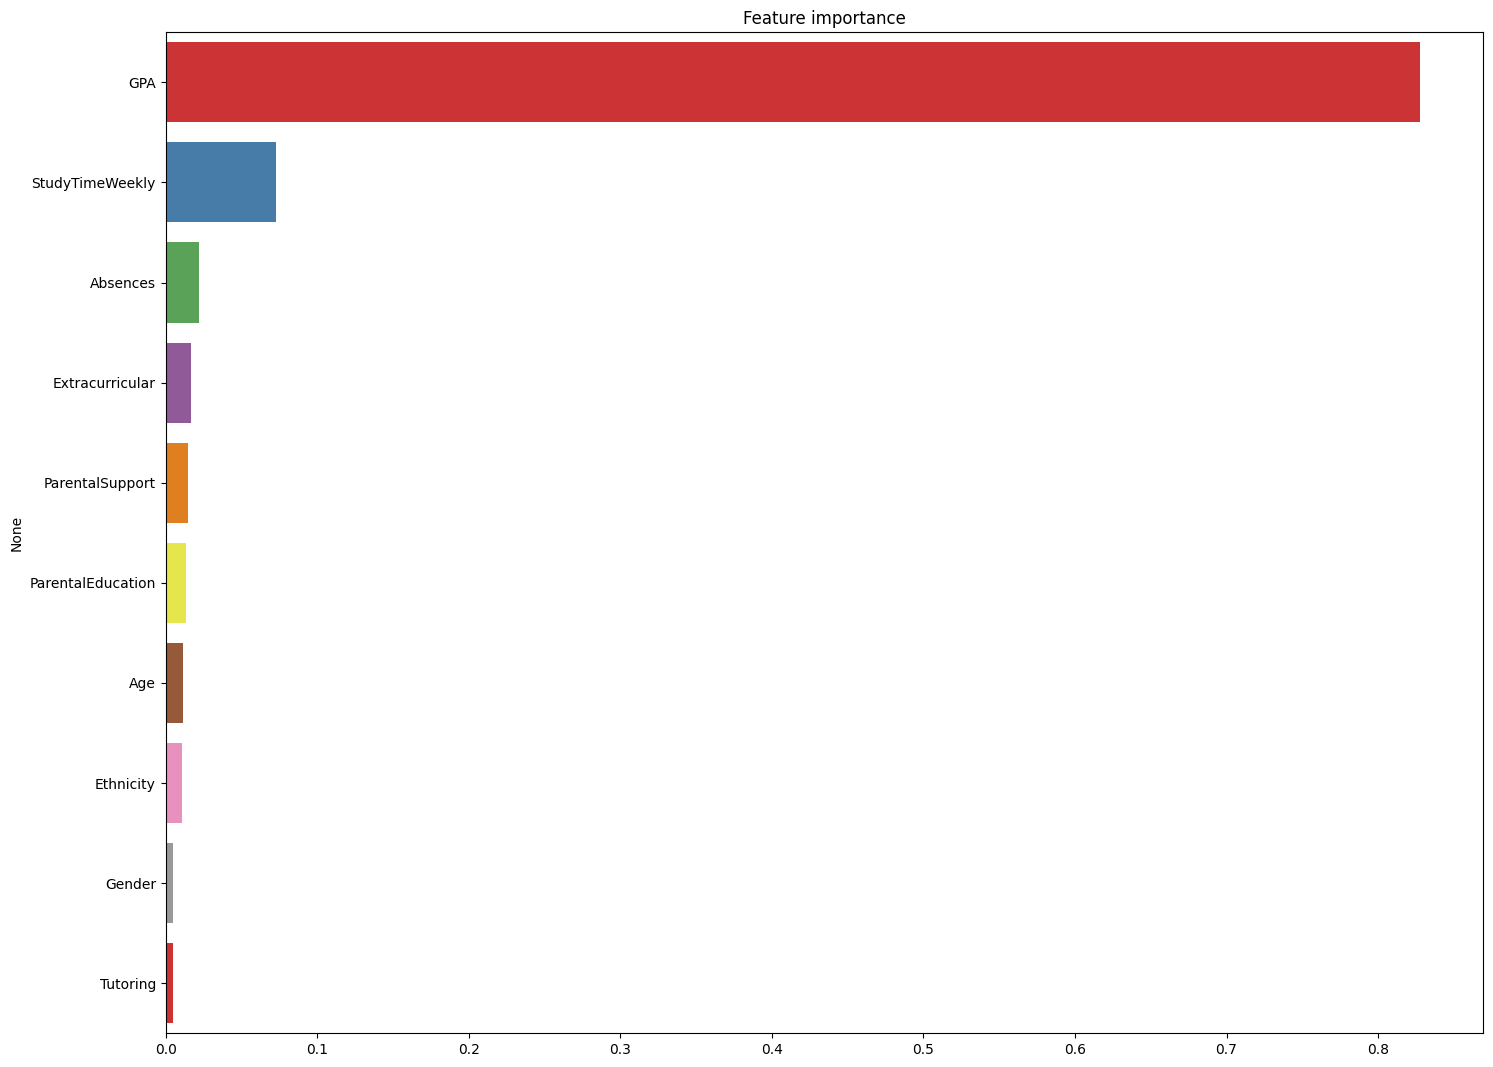 Feature importance
GPA
StudyTimeWeekly
Absences
Extracurricular
ParentalSupport
ParentalEducation
Age
Ethnicity
Gender
Tutoring
None
0.0 0.1 0.2 0.3 0.4 0.5 0.6 0.7 0.8